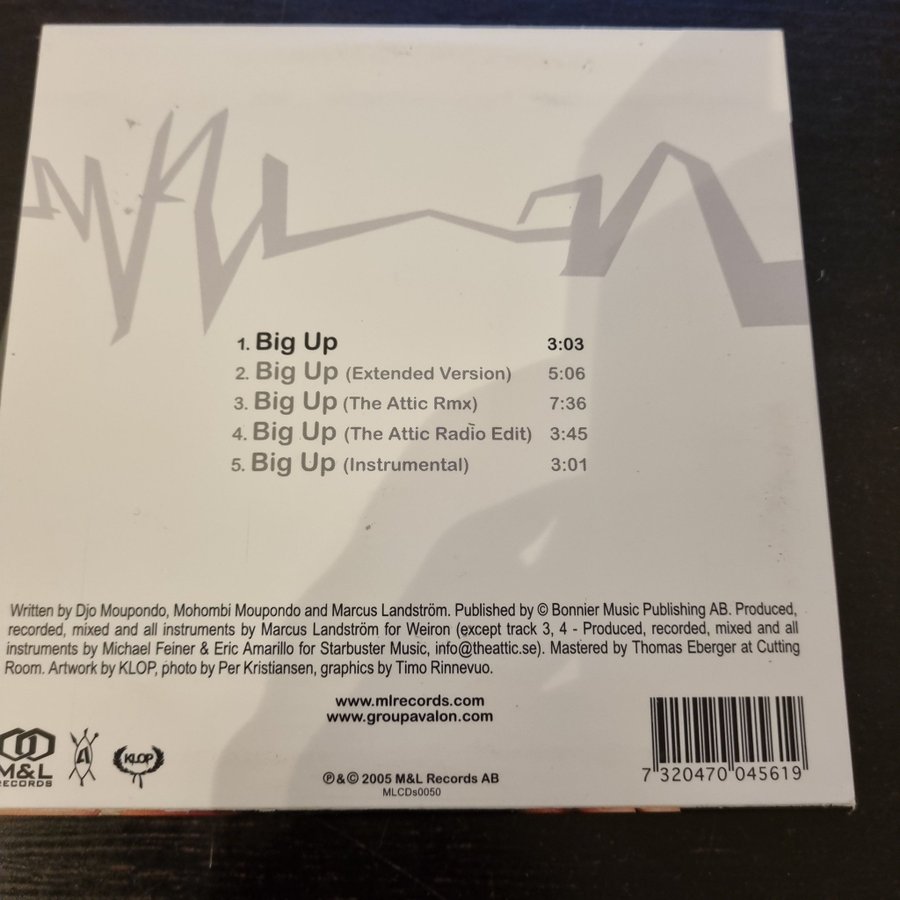 1. Big Up 3:03
2. Big Up (Extended Version) 5:06
3. Big Up (The Attic Rmx) 7:36
4. Big Up (The Attic Radio Edit) 3:45
5. Big Up (Instrumental) 3:01
Written by Djo Moupondo, Mohombi Moupondo and Marcus Landström. Published by © Bonnier Music Publishing AB. Produced,
recorded, mixed and all instruments by Marcus Landström for Weiron (except track 3, 4 - Produced, recorded, mixed and all
instruments by Michael Feiner & Eric Amarillo for Starbuster Music, info@theattic.se). Mastered by Thomas Eberger at Cutting
Room. Artwork by KLOP, photo by Per Kristiansen, graphics by Timo Rinnevuo.
www.mlrecords.com
www.groupavalon.com
M&L
RECORDS
A
KLOP
℗ & © 2005 M&L Records AB
MLCDs0050
7 320470 045619